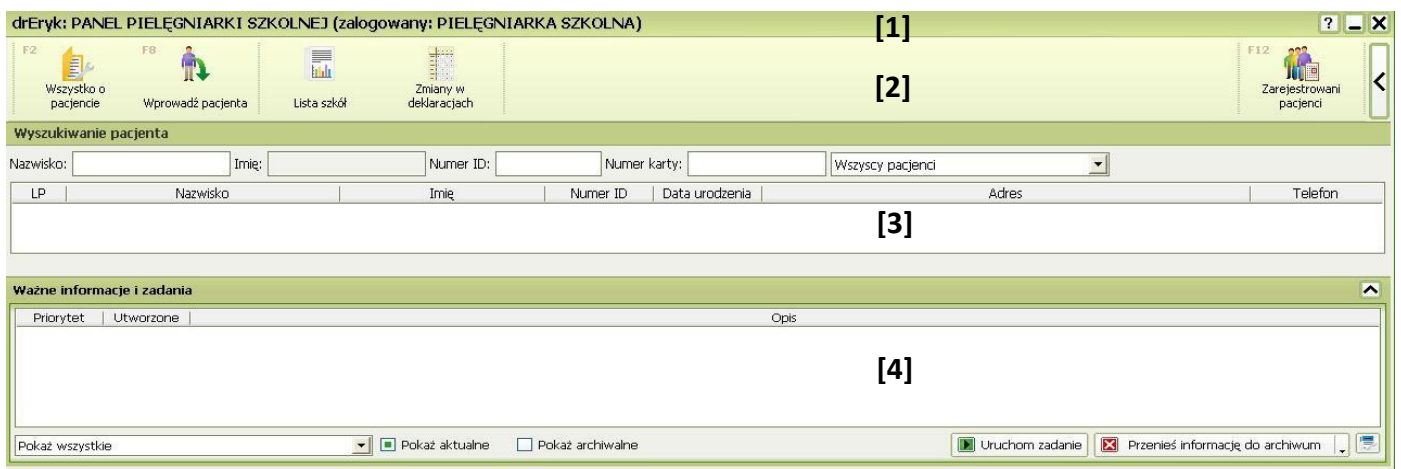 drEryk: PANEL PIELĘGNIARKI SZKOLNEJ (zalogowany: PIELĘGNIARKA SZKOLNA) [1] ?
F2 F8 [2] F12
Wszystko o pacjencie Wprowadź pacjenta Lista szkół Zmiany w deklaracjach Zarejestrowani pacjenci
Wyszukiwanie pacjenta
Nazwisko: Imię: Numer ID: Numer karty: Wszyscy pacjenci
LP Nazwisko Imię Numer ID Data urodzenia Adres Telefon
[3]
Ważne informacje i zadania
Priorytet Utworzone Opis
[4]
Pokaż wszystkie Pokaż aktualne Pokaż archiwalne Uruchom zadanie Przenieś informację do archiwum